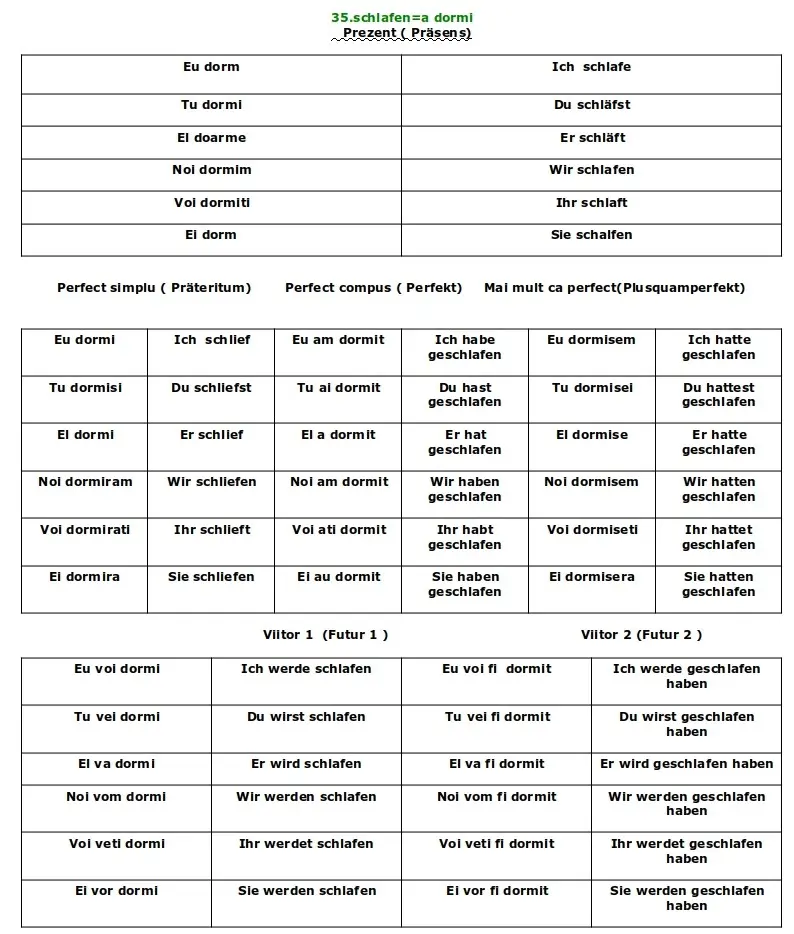 35.schlafen=a dormi
Prezent ( Präsens)
Eu dorm Ich schlafe
Tu dormi Du schläfst
El doarme Er schläft
Noi dormim Wir schlafen
Voi dormiti Ihr schlaft
Ei dorm Sie schalfen
Perfect simplu ( Präteritum) Perfect compus ( Perfekt) Mai mult ca perfect(Plusquamperfekt)
Eu dormi Ich schlief Eu am dormit Ich habe Eu dormisem Ich hatte
geschlafen geschlafen
Tu dormisi Du schliefst Tu ai dormit Du hast Tu dormisei Du hattest
geschlafen geschlafen
El dormi Er schlief El a dormit Er hat El dormise Er hatte
geschlafen geschlafen
Noi dormiram Wir schliefen Noi am dormit Wir haben Noi dormisem Wir hatten
geschlafen geschlafen
Voi dormirati Ihr schlieft Voi ati dormit Ihr habt Voi dormiseti Ihr hattet
geschlafen geschlafen
Ei dormira Sie schliefen Ei au dormit Sie haben Ei dormisera Sie hatten
geschlafen geschlafen
Viitor 1 (Futur 1 ) Viitor 2 (Futur 2 )
Eu voi dormi Ich werde schlafen Eu voi fi dormit Ich werde geschlafen
haben
Tu vei dormi Du wirst schlafen Tu vei fi dormit Du wirst geschlafen
haben
El va dormi Er wird schlafen El va fi dormit Er wird geschlafen haben
Noi vom dormi Wir werden schlafen Noi vom fi dormit Wir werden geschlafen
haben
Voi veti dormi Ihr werdet schlafen Voi veti fi dormit Ihr werdet geschlafen
haben
Ei vor dormi Sie werden schlafen Ei vor fi dormit Sie werden geschlafen
haben